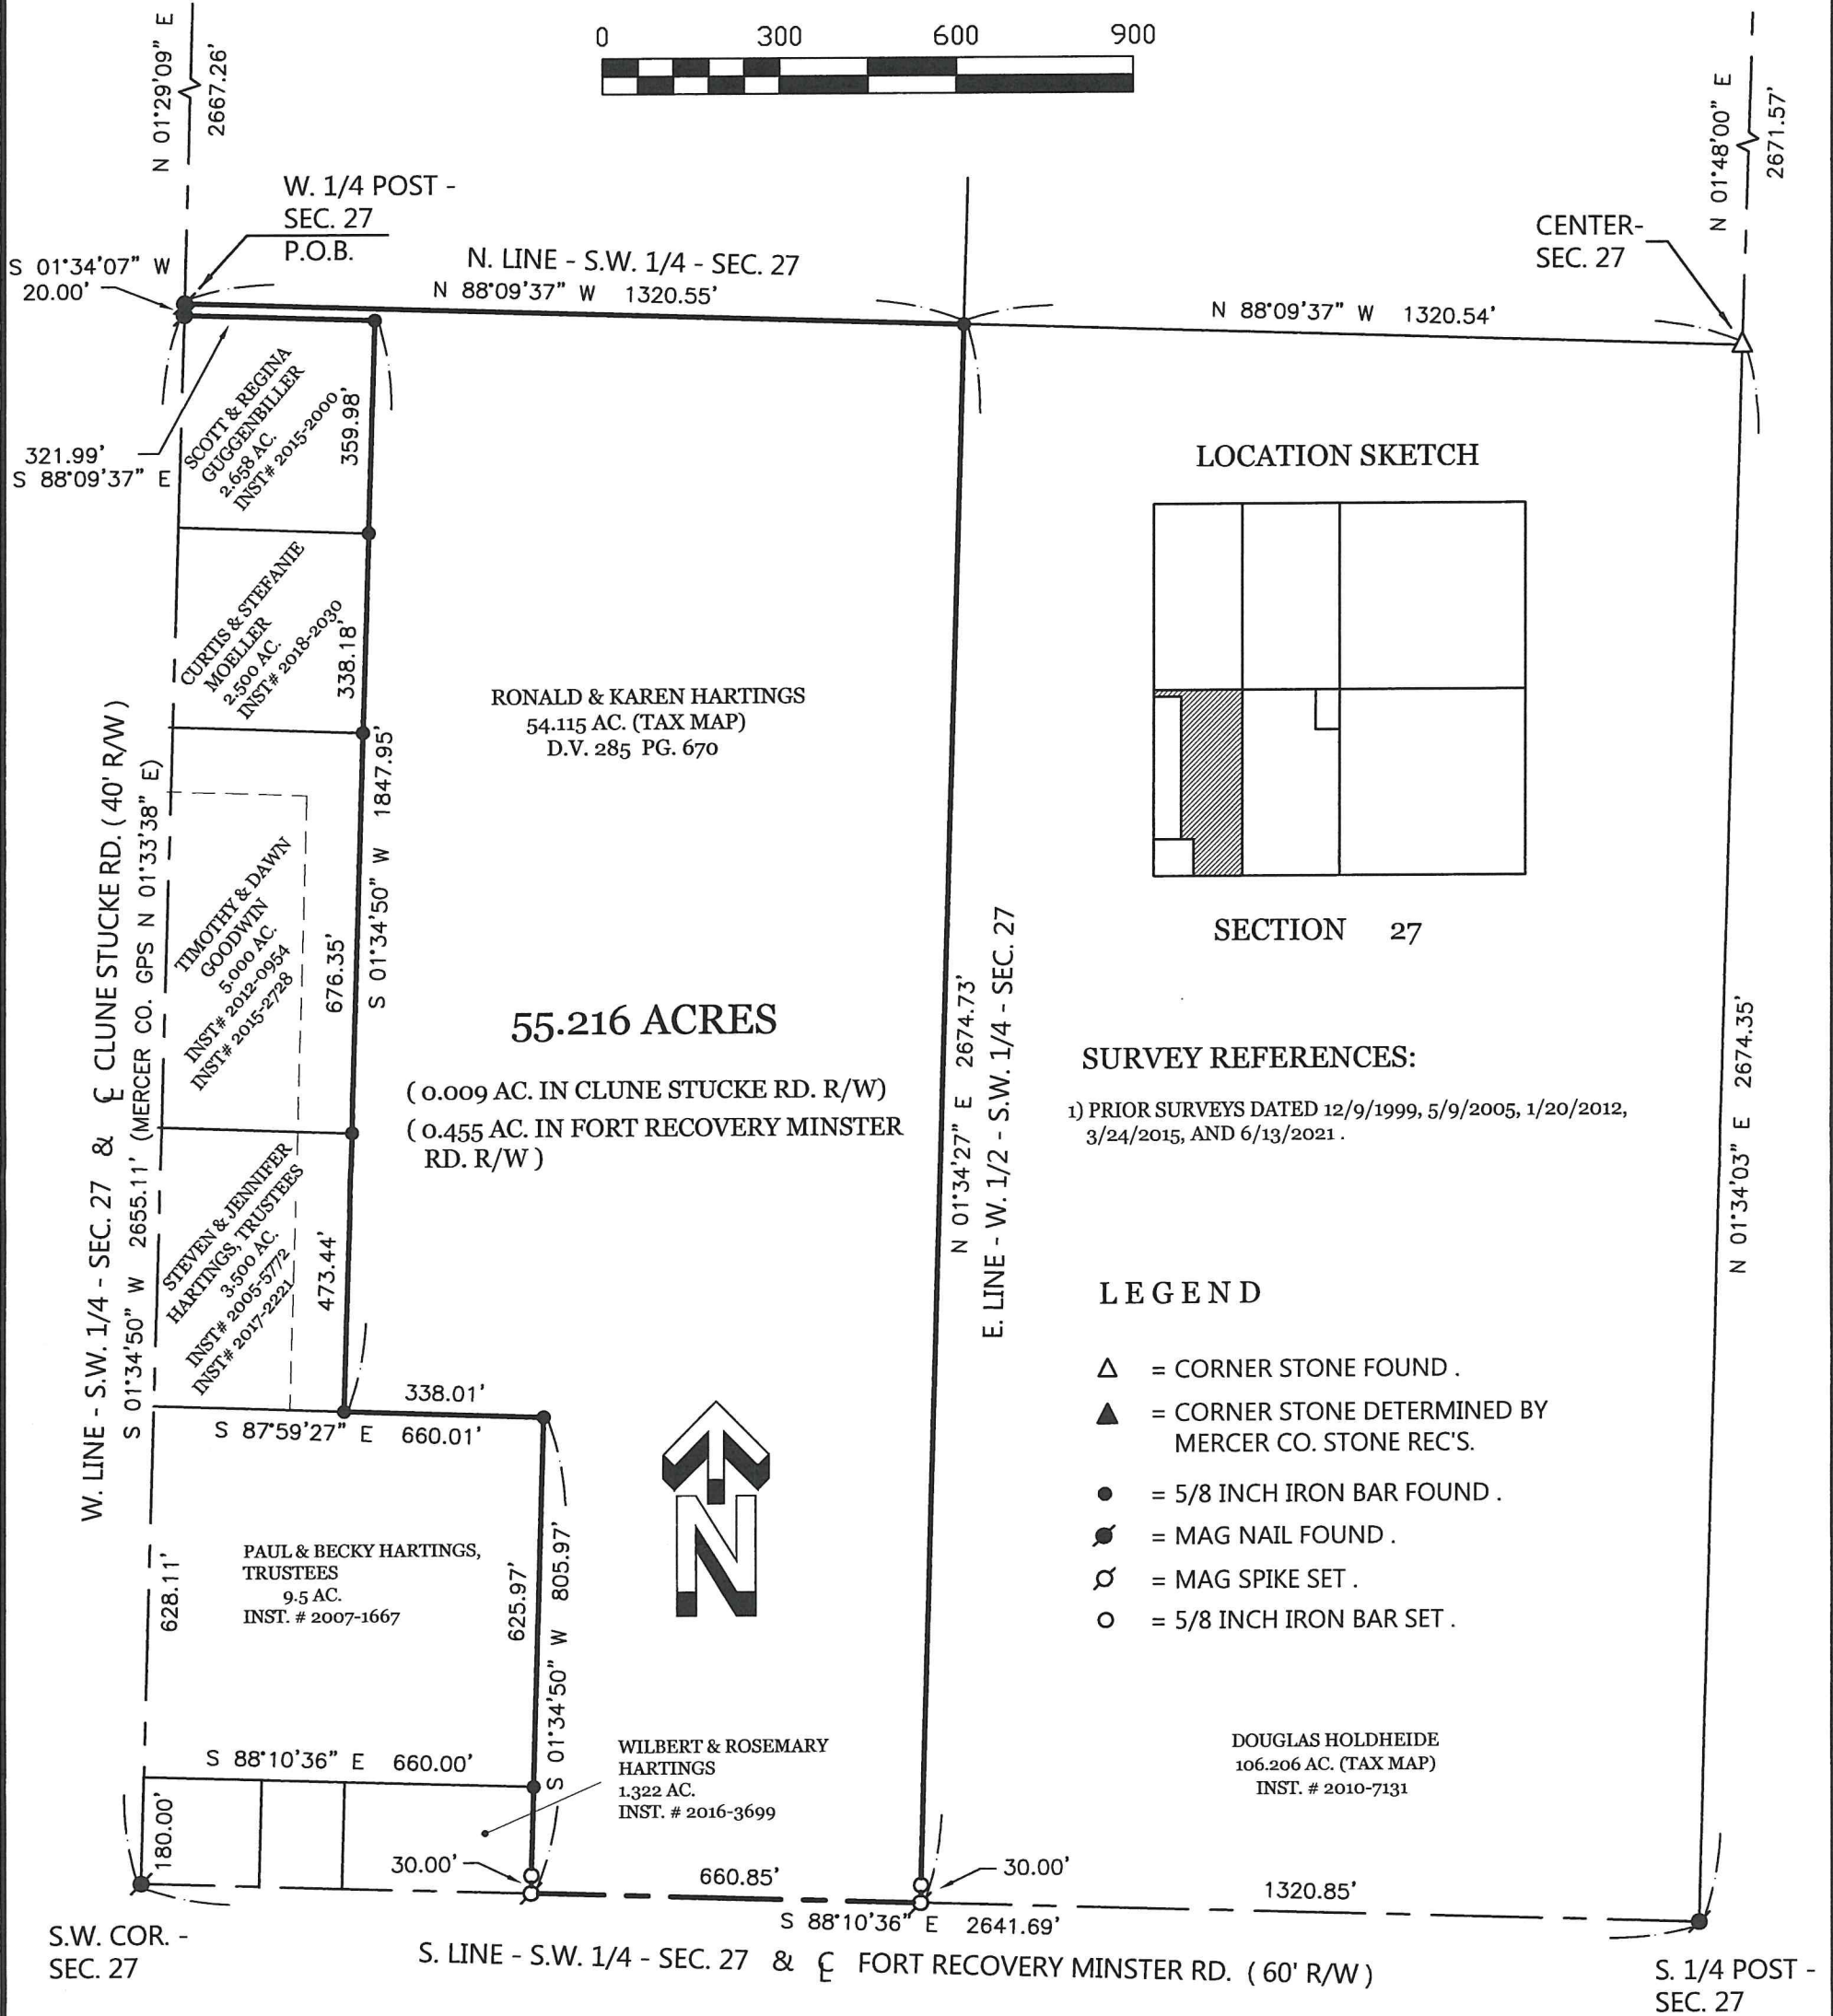 0 300 600 900
N 01°29'09" E
2667.26'
N 01°48'00" E
2671.57'
W. 1/4 POST -
SEC. 27
P.O.B.
CENTER-
SEC. 27
S 01°34'07" W
20.00'
N. LINE - S.W. 1/4 - SEC. 27
N 88°09'37" W 1320.55'
N 88°09'37" W 1320.54'
321.99'
S 88°09'37" E
SCOTT & REGINA
GUGGENBILLER
2.658 AC.
INST# 2015-2000
359.98'
LOCATION SKETCH
SECTION 27
CURTIS & STEFANIE
MOELLER
2.500 AC.
INST# 2018-2030
338.18'
RONALD & KAREN HARTINGS
54.115 AC. (TAX MAP)
D.V. 285 PG. 670
W. LINE - S.W. 1/4 - SEC. 27 & ℄ CLUNE STUCKE RD. ( 40' R/W )
S 01°34'50" W 2655.11' (MERCER CO. GPS N 01°33'38" E)
TIMOTHY & DAWN
GOODWIN
5.000 AC.
INST# 2012-0954
INST# 2015-2728
676.35'
S 01°34'50" W 1847.95'
55.216 ACRES
( 0.009 AC. IN CLUNE STUCKE RD. R/W)
( 0.455 AC. IN FORT RECOVERY MINSTER
RD. R/W )
N 01°34'27" E 2674.73'
E. LINE - W. 1/2 - S.W. 1/4 - SEC. 27
SURVEY REFERENCES:
1) PRIOR SURVEYS DATED 12/9/1999, 5/9/2005, 1/20/2012,
3/24/2015, AND 6/13/2021 .
N 01°34'03" E 2674.35'
STEVEN & JENNIFER
HARTINGS, TRUSTEES
3.500 AC.
INST# 2005-5772
INST# 2017-2221
473.44'
338.01'
S 87°59'27" E 660.01'
LEGEND
= CORNER STONE FOUND .
= CORNER STONE DETERMINED BY
MERCER CO. STONE REC'S.
= 5/8 INCH IRON BAR FOUND .
= MAG NAIL FOUND .
= MAG SPIKE SET .
= 5/8 INCH IRON BAR SET .
N
628.11'
PAUL & BECKY HARTINGS,
TRUSTEES
9.5 AC.
INST. # 2007-1667
625.97'
S 01°34'50" W 805.97'
S 88°10'36" E 660.00'
180.00'
WILBERT & ROSEMARY
HARTINGS
1.322 AC.
INST. # 2016-3699
DOUGLAS HOLDHEIDE
106.206 AC. (TAX MAP)
INST. # 2010-7131
30.00'
660.85'
30.00'
1320.85'
S 88°10'36" E 2641.69'
S.W. COR. -
SEC. 27
S. LINE - S.W. 1/4 - SEC. 27 & ℄ FORT RECOVERY MINSTER RD. ( 60' R/W )
S. 1/4 POST -
SEC. 27